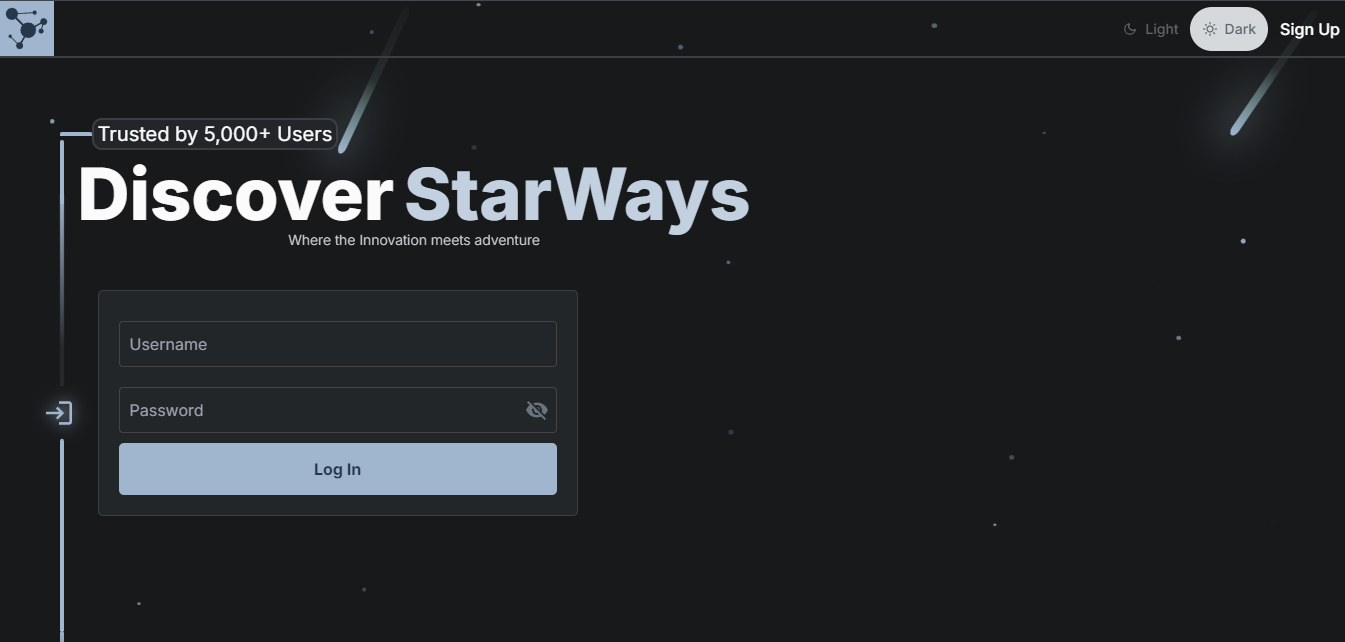 Light Dark Sign Up
Trusted by 5,000+ Users
Discover StarWays
Where the Innovation meets adventure
Username
Password
Log In